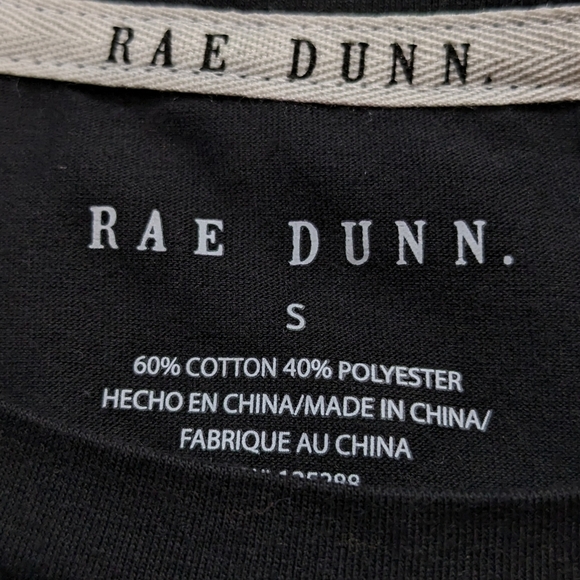 RAE DUNN.
RAE DUNN.
S
60% COTTON 40% POLYESTER
HECHO EN CHINA/MADE IN CHINA/
FABRIQUE AU CHINA